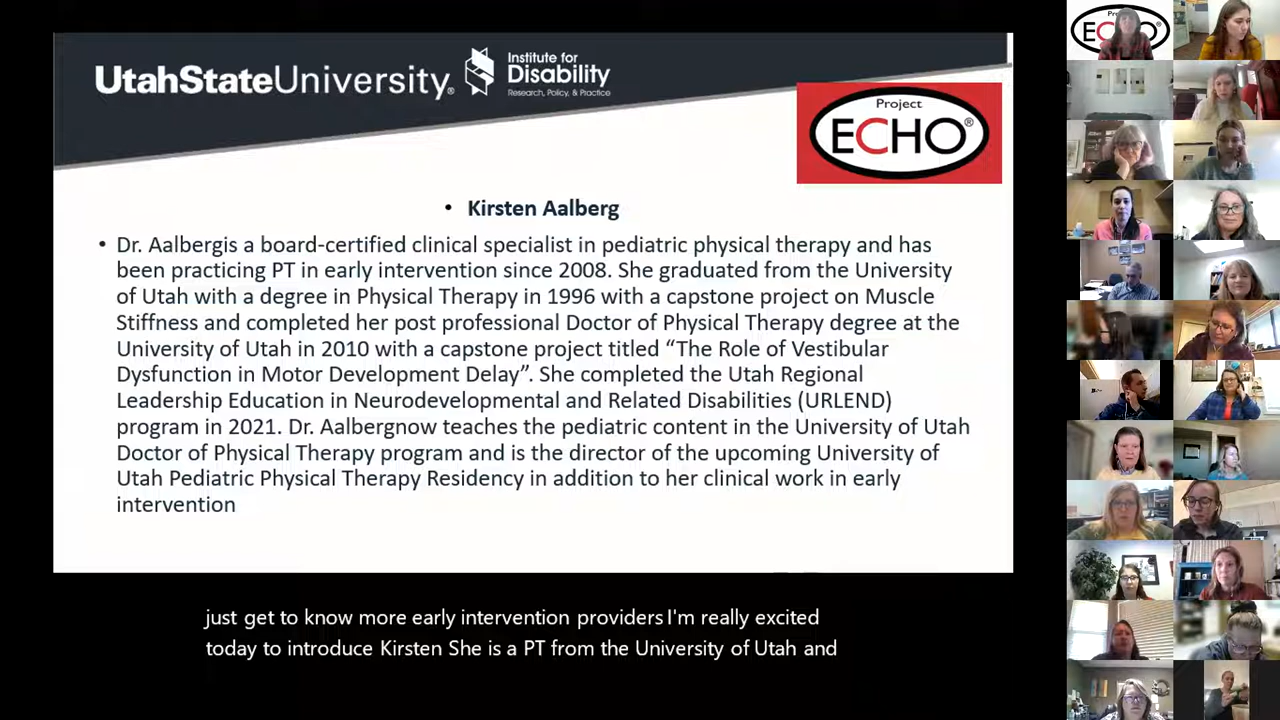 UtahStateUniversity®
Institute for
Disability
Research, Policy, & Practice
Project
ECHO®
• Kirsten Aalberg
• Dr. Aalbergis a board-certified clinical specialist in pediatric physical therapy and has
been practicing PT in early intervention since 2008. She graduated from the University
of Utah with a degree in Physical Therapy in 1996 with a capstone project on Muscle
Stiffness and completed her post professional Doctor of Physical Therapy degree at the
University of Utah in 2010 with a capstone project titled “The Role of Vestibular
Dysfunction in Motor Development Delay”. She completed the Utah Regional
Leadership Education in Neurodevelopmental and Related Disabilities (URLEND)
program in 2021. Dr. Aalbergnow teaches the pediatric content in the University of Utah
Doctor of Physical Therapy program and is the director of the upcoming University of
Utah Pediatric Physical Therapy Residency in addition to her clinical work in early
intervention
just get to know more early intervention providers I'm really excited
today to introduce Kirsten She is a PT from the University of Utah and